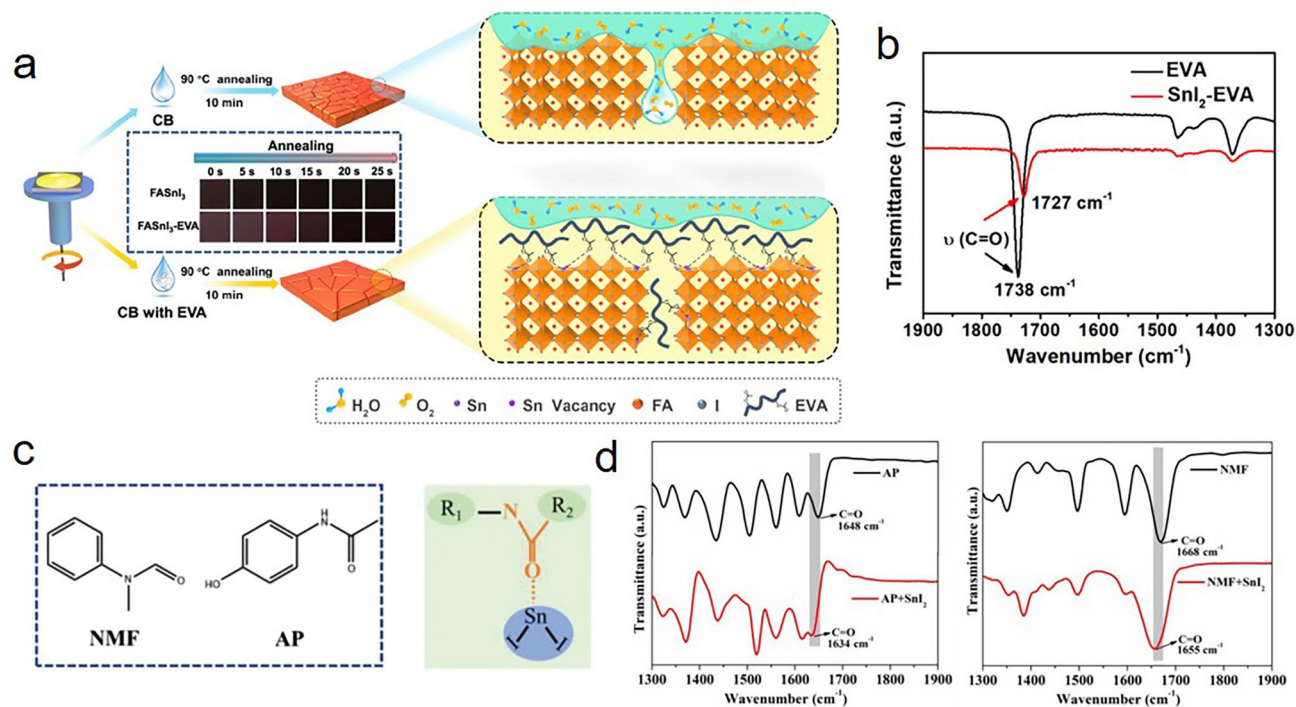 a
90 °C annealing
10 min
CB
Annealing
0 s 5 s 10 s 15 s 20 s 25 s
FASnI₃
FASnI₃-EVA
90 °C annealing
10 min
CB with EVA
H₂O O₂ Sn Sn Vacancy FA I EVA
b
Transmittance (a.u.)
EVA
SnI₂-EVA
1727 cm⁻¹
υ (C=O)
1738 cm⁻¹
1900 1800 1700 1600 1500 1400 1300
Wavenumber (cm⁻¹)
c
N
O
NMF
HO
H
N
O
AP
R₁ N R₂
O
Sn
I I
d
Transmittance (a.u.)
AP
C=O
1648 cm⁻¹
AP+SnI₂
C=O
1634 cm⁻¹
1300 1400 1500 1600 1700 1800 1900
Wavenumber (cm⁻¹)
Transmittance (a.u.)
NMF
C=O
1668 cm⁻¹
NMF+SnI₂
C=O
1655 cm⁻¹
1300 1400 1500 1600 1700 1800 1900
Wavenumber (cm⁻¹)